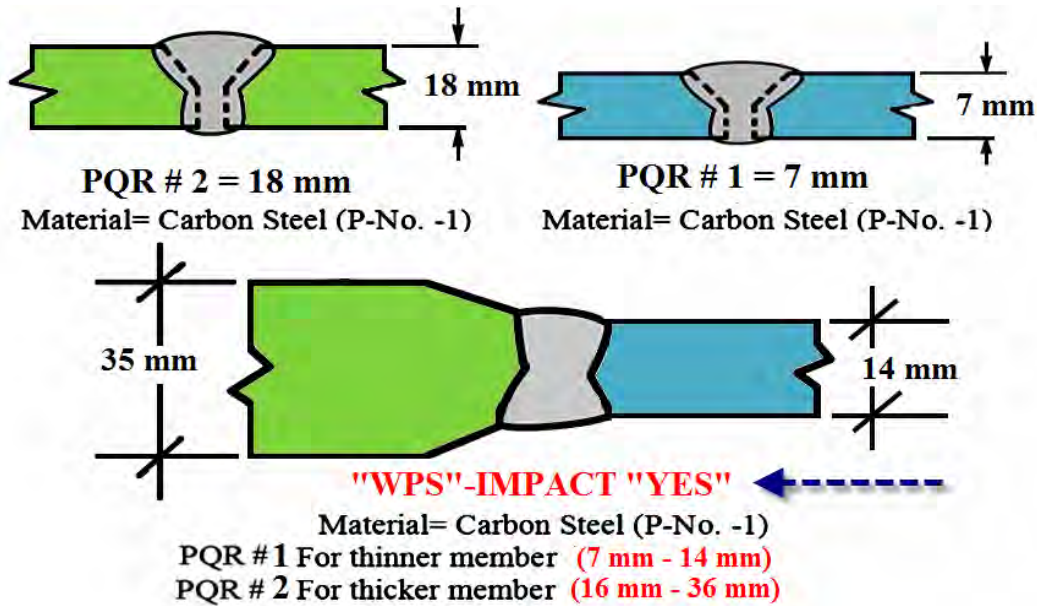 18 mm
7 mm
PQR # 2 = 18 mm
Material= Carbon Steel (P-No. -1)
PQR # 1 = 7 mm
Material= Carbon Steel (P-No. -1)
35 mm
14 mm
"WPS"-IMPACT "YES"
Material= Carbon Steel (P-No. -1)
PQR # 1 For thinner member (7 mm - 14 mm)
PQR # 2 For thicker member (16 mm - 36 mm)